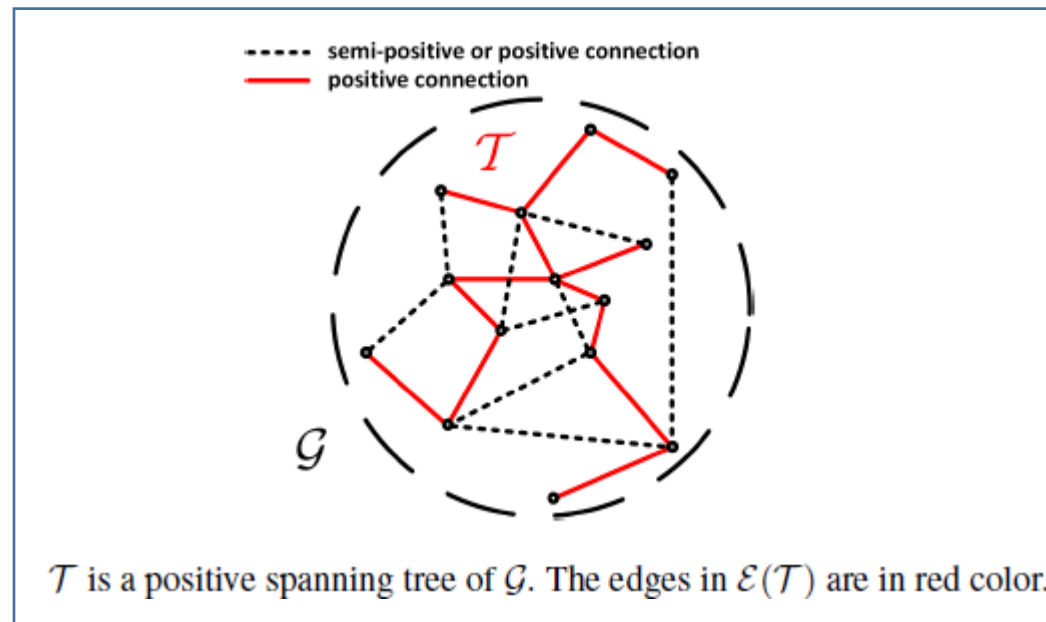 semi-positive or positive connection
positive connection
𝒯
𝒢
𝒯 is a positive spanning tree of 𝒢. The edges in ℰ(𝒯) are in red color.